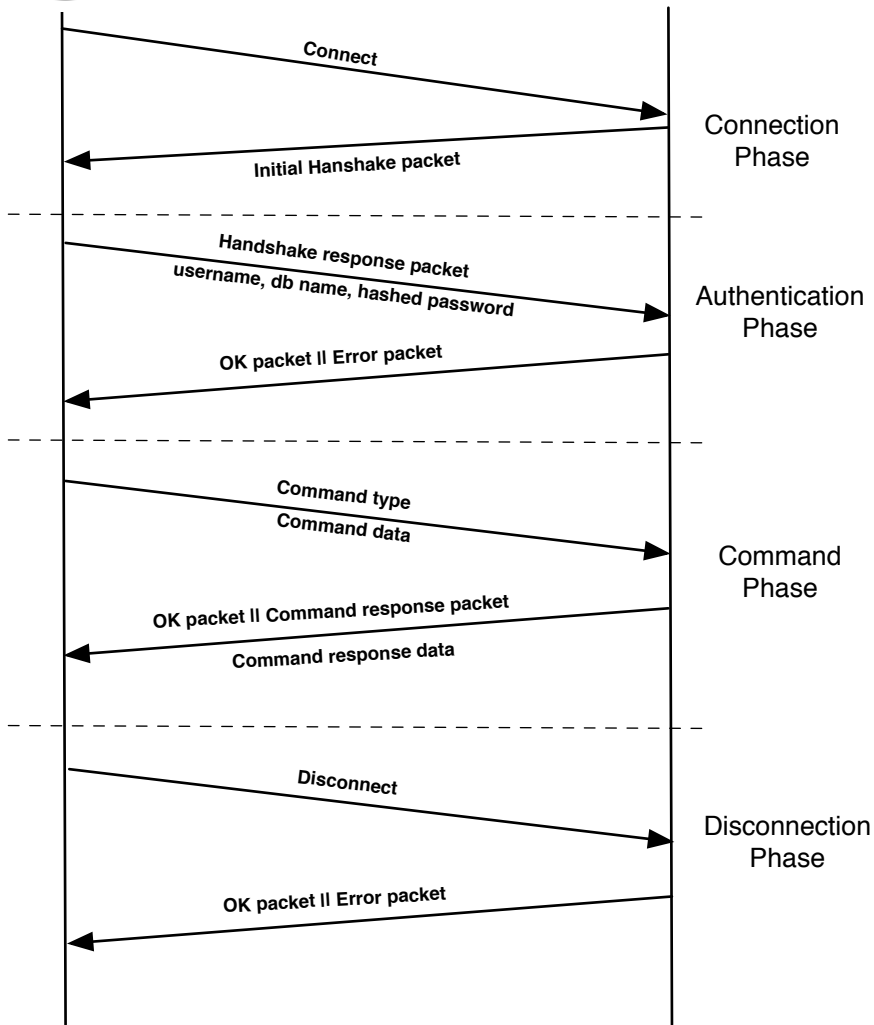 Connect
Connection
Phase
Initial Hanshake packet
Handshake response packet
username, db name, hashed password
Authentication
Phase
OK packet || Error packet
Command type
Command data
Command
Phase
OK packet || Command response packet
Command response data
Disconnect
Disconnection
Phase
OK packet || Error packet